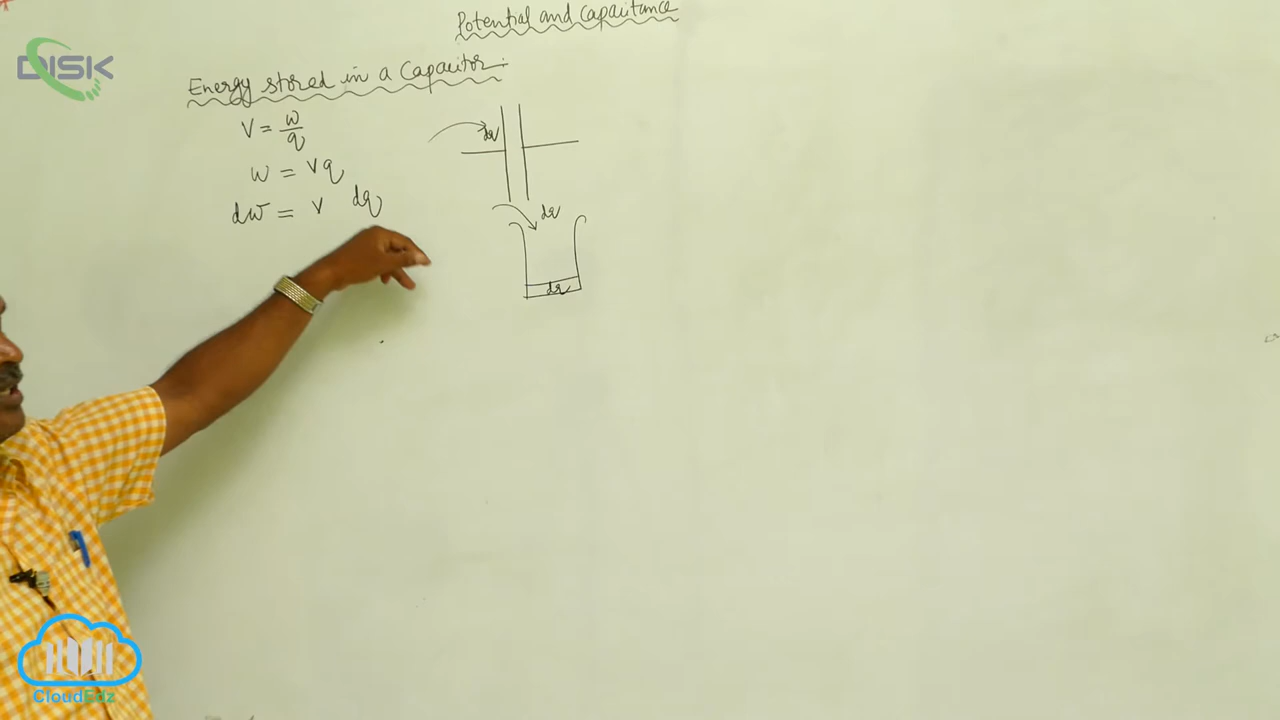 Potential and Capacitance
DISK
Energy stored in a Capacitor:-
V = w/q
w = Vq
dw = V dq
dq
dq
dq
CloudEdz